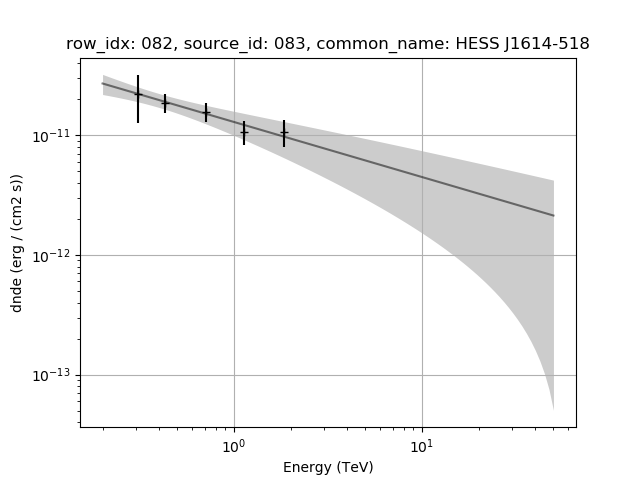 row_idx: 082, source_id: 083, common_name: HESS J1614-518
10⁻¹¹
10⁻¹²
10⁻¹³
dnde (erg / (cm2 s))
10⁰ 10¹
Energy (TeV)